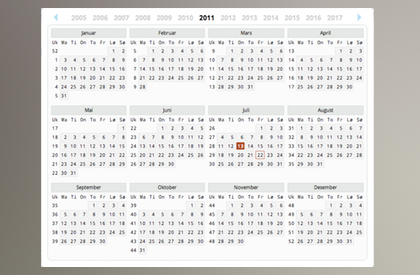 2005 2006 2007 2008 2009 2010 2011 2012 2013 2014 2015 2016 2017
Januar
Uk Ma Ti On To Fr Lø Sø
52 1 2
1 3 4 5 6 7 8 9
2 10 11 12 13 14 15 16
3 17 18 19 20 21 22 23
4 24 25 26 27 28 29 30
5 31
Februar
Uk Ma Ti On To Fr Lø Sø
5 1 2 3 4 5 6
6 7 8 9 10 11 12 13
7 14 15 16 17 18 19 20
8 21 22 23 24 25 26 27
9 28
Mars
Uk Ma Ti On To Fr Lø Sø
9 1 2 3 4 5 6
10 7 8 9 10 11 12 13
11 14 15 16 17 18 19 20
12 21 22 23 24 25 26 27
13 28 29 30 31
April
Uk Ma Ti On To Fr Lø Sø
13 1 2 3
14 4 5 6 7 8 9 10
15 11 12 13 14 15 16 17
16 18 19 20 21 22 23 24
17 25 26 27 28 29 30
Mai
Uk Ma Ti On To Fr Lø Sø
17 1
18 2 3 4 5 6 7 8
19 9 10 11 12 13 14 15
20 16 17 18 19 20 21 22
21 23 24 25 26 27 28 29
22 30 31
Juni
Uk Ma Ti On To Fr Lø Sø
22 1 2 3 4 5
23 6 7 8 9 10 11 12
24 13 14 15 16 17 18 19
25 20 21 22 23 24 25 26
26 27 28 29 30
Juli
Uk Ma Ti On To Fr Lø Sø
26 1 2 3
27 4 5 6 7 8 9 10
28 11 12 13 14 15 16 17
29 18 19 20 21 22 23 24
30 25 26 27 28 29 30 31
August
Uk Ma Ti On To Fr Lø Sø
31 1 2 3 4 5 6 7
32 8 9 10 11 12 13 14
33 15 16 17 18 19 20 21
34 22 23 24 25 26 27 28
35 29 30 31
September
Uk Ma Ti On To Fr Lø Sø
35 1 2 3 4
36 5 6 7 8 9 10 11
37 12 13 14 15 16 17 18
38 19 20 21 22 23 24 25
39 26 27 28 29 30
Oktober
Uk Ma Ti On To Fr Lø Sø
39 1 2
40 3 4 5 6 7 8 9
41 10 11 12 13 14 15 16
42 17 18 19 20 21 22 23
43 24 25 26 27 28 29 30
44 31
November
Uk Ma Ti On To Fr Lø Sø
44 1 2 3 4 5 6
45 7 8 9 10 11 12 13
46 14 15 16 17 18 19 20
47 21 22 23 24 25 26 27
48 28 29 30
Desember
Uk Ma Ti On To Fr Lø Sø
48 1 2 3 4
49 5 6 7 8 9 10 11
50 12 13 14 15 16 17 18
51 19 20 21 22 23 24 25
52 26 27 28 29 30 31